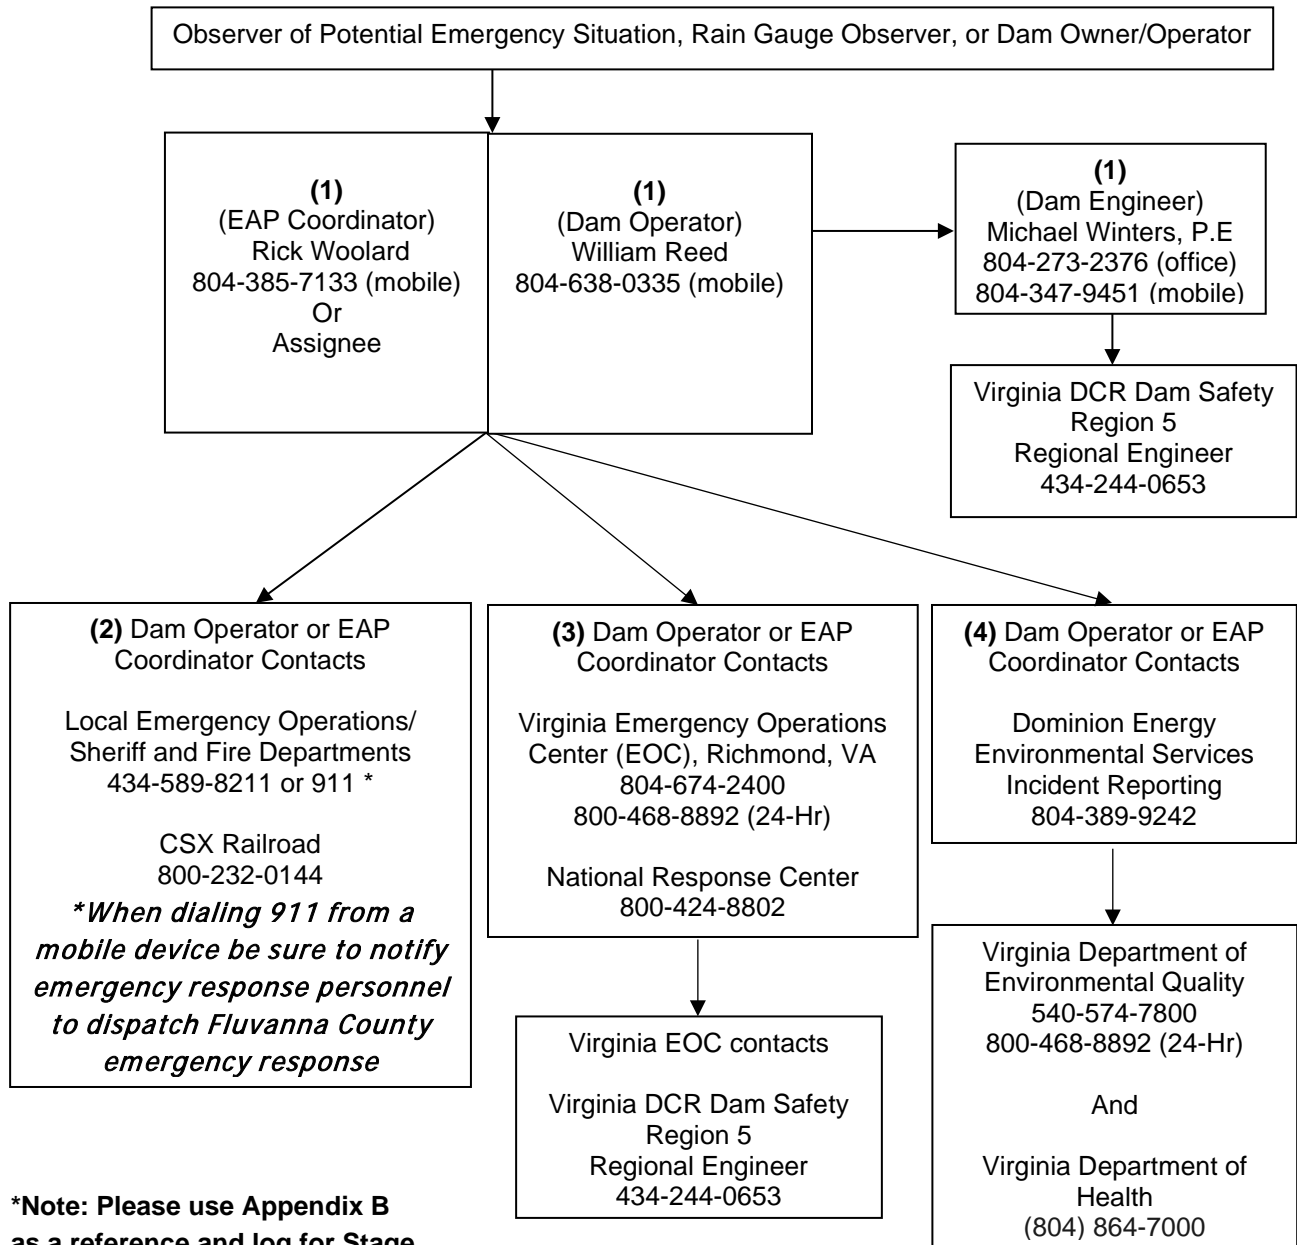 Observer of Potential Emergency Situation, Rain Gauge Observer, or Dam Owner/Operator
(1)
(EAP Coordinator)
Rick Woolard
804-385-7133 (mobile)
Or
Assignee
(1)
(Dam Operator)
William Reed
804-638-0335 (mobile)
(1)
(Dam Engineer)
Michael Winters, P.E
804-273-2376 (office)
804-347-9451 (mobile)
Virginia DCR Dam Safety
Region 5
Regional Engineer
434-244-0653
(2) Dam Operator or EAP
Coordinator Contacts
Local Emergency Operations/
Sheriff and Fire Departments
434-589-8211 or 911 *
CSX Railroad
800-232-0144
*When dialing 911 from a
mobile device be sure to notify
emergency response personnel
to dispatch Fluvanna County
emergency response
(3) Dam Operator or EAP
Coordinator Contacts
Virginia Emergency Operations
Center (EOC), Richmond, VA
804-674-2400
800-468-8892 (24-Hr)
National Response Center
800-424-8802
Virginia EOC contacts
Virginia DCR Dam Safety
Region 5
Regional Engineer
434-244-0653
(4) Dam Operator or EAP
Coordinator Contacts
Dominion Energy
Environmental Services
Incident Reporting
804-389-9242
Virginia Department of
Environmental Quality
540-574-7800
800-468-8892 (24-Hr)
And
Virginia Department of
Health
(804) 864-7000
*Note: Please use Appendix B
as a reference and log for Stage